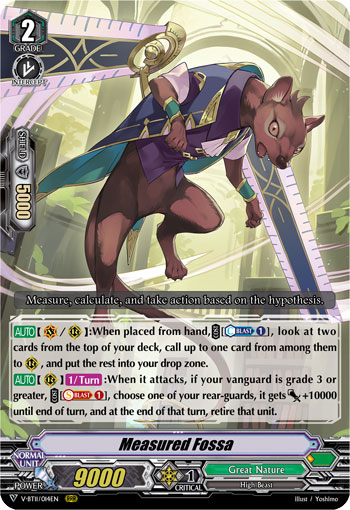 2
GRADE
INTERCEPT
SHIELD
5000
Measure, calculate, and take action based on the hypothesis.
AUTO【/】:When placed from hand, COST [BLAST 1], look at two
cards from the top of your deck, call up to one card from among them
to , and put the rest into your drop zone.
AUTO【 1/Turn】:When it attacks, if your vanguard is grade 3 or
greater, COST [BLAST 1], choose one of your rear-guards, it gets +10000
until end of turn, and at the end of that turn, retire that unit.
Measured Fossa
NORMAL
UNIT
POWER
9000
1
CRITICAL
Great Nature
High Beast
V-BT11/014EN
RRR
Illust / Yoshimo